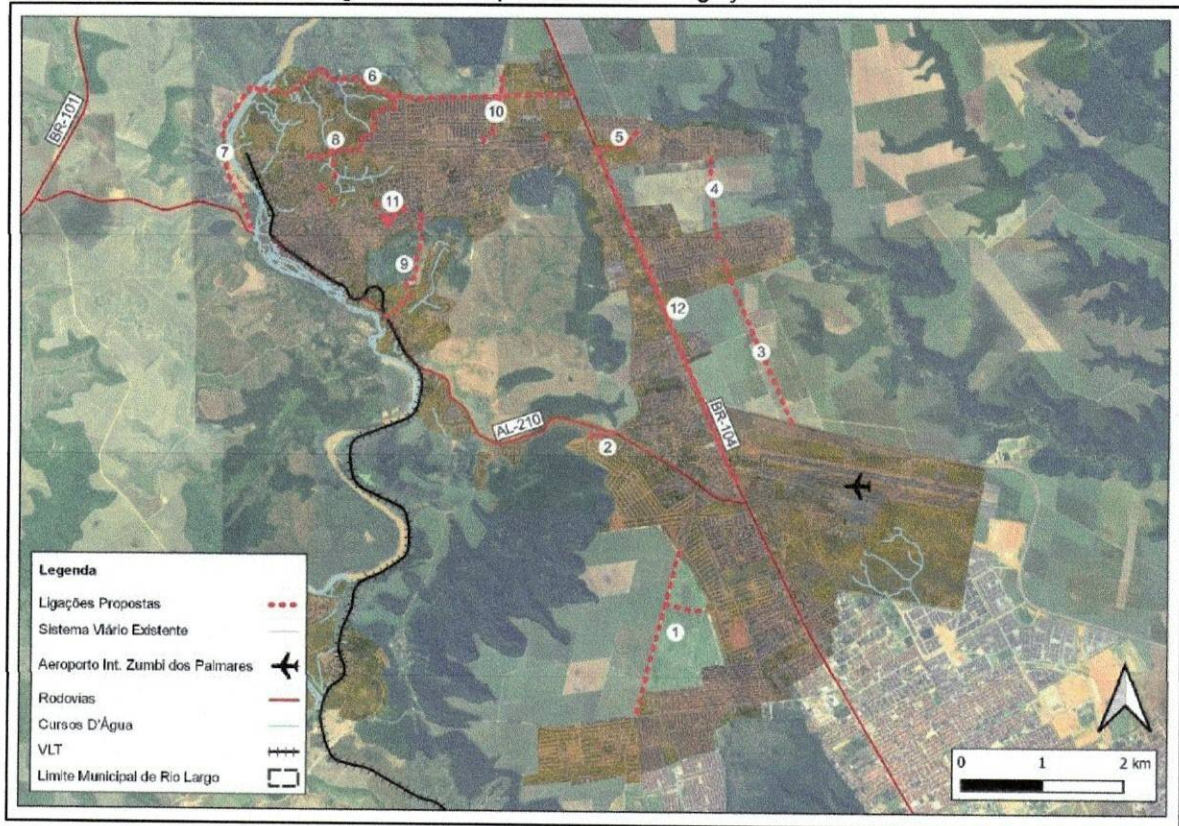 BR-101
6
10
5
7
8
4
11
9
12
3
AL-210
BR-104
2
1
Legenda
Ligações Propostas
Sistema Viário Existente
Aeroporto Int. Zumbi dos Palmares
Rodovias
Cursos D'Água
VLT
Limite Municipal de Rio Largo
0 1 2 km